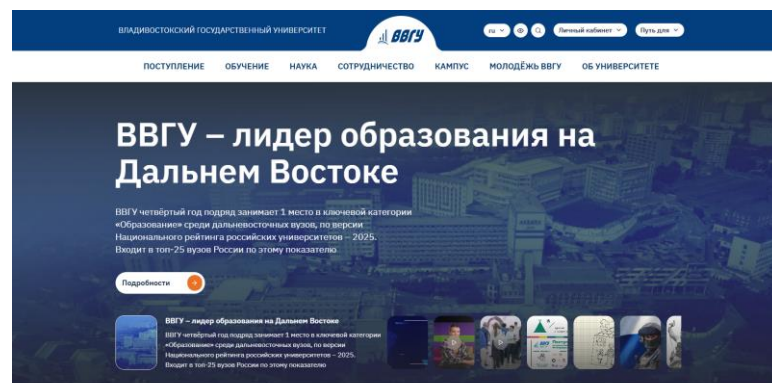 ВЛАДИВОСТОКСКИЙ ГОСУДАРСТВЕННЫЙ УНИВЕРСИТЕТ
ВВГУ
ru
Личный кабинет
Путь для
ПОСТУПЛЕНИЕ ОБУЧЕНИЕ НАУКА СОТРУДНИЧЕСТВО КАМПУС МОЛОДЁЖЬ ВВГУ ОБ УНИВЕРСИТЕТЕ
ВВГУ – лидер образования на
Дальнем Востоке
ВВГУ четвёртый год подряд занимает 1 место в ключевой категории
«Образование» среди дальневосточных вузов, по версии
Национального рейтинга российских университетов – 2025.
Входит в топ-25 вузов России по этому показателю
Подробности
ВВГУ – лидер образования на Дальнем Востоке
ВВГУ четвёртый год подряд занимает 1 место в ключевой категории
«Образование» среди дальневосточных вузов, по версии
Национального рейтинга российских университетов – 2025.
Входит в топ-25 вузов России по этому показателю